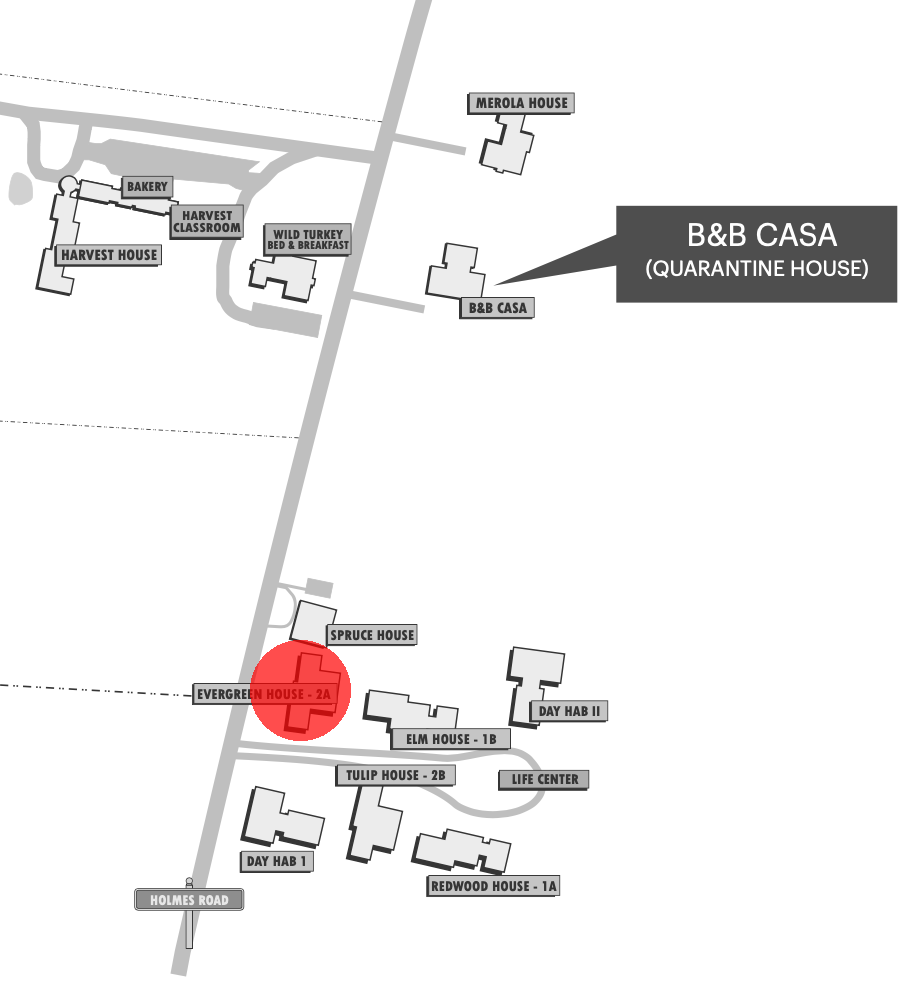 MEROLA HOUSE
BAKERY
HARVEST
CLASSROOM
HARVEST HOUSE
WILD TURKEY
BED & BREAKFAST
B&B CASA
(QUARANTINE HOUSE)
B&B CASA
SPRUCE HOUSE
EVERGREEN HOUSE - 2A
DAY HAB II
ELM HOUSE - 1B
TULIP HOUSE - 2B
LIFE CENTER
DAY HAB 1
REDWOOD HOUSE - 1A
HOLMES ROAD